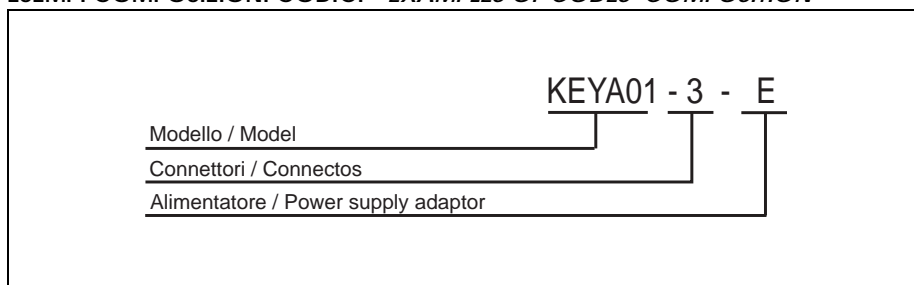 KEYA01 - 3 - E
Modello / Model
Connettori / Connectos
Alimentatore / Power supply adaptor